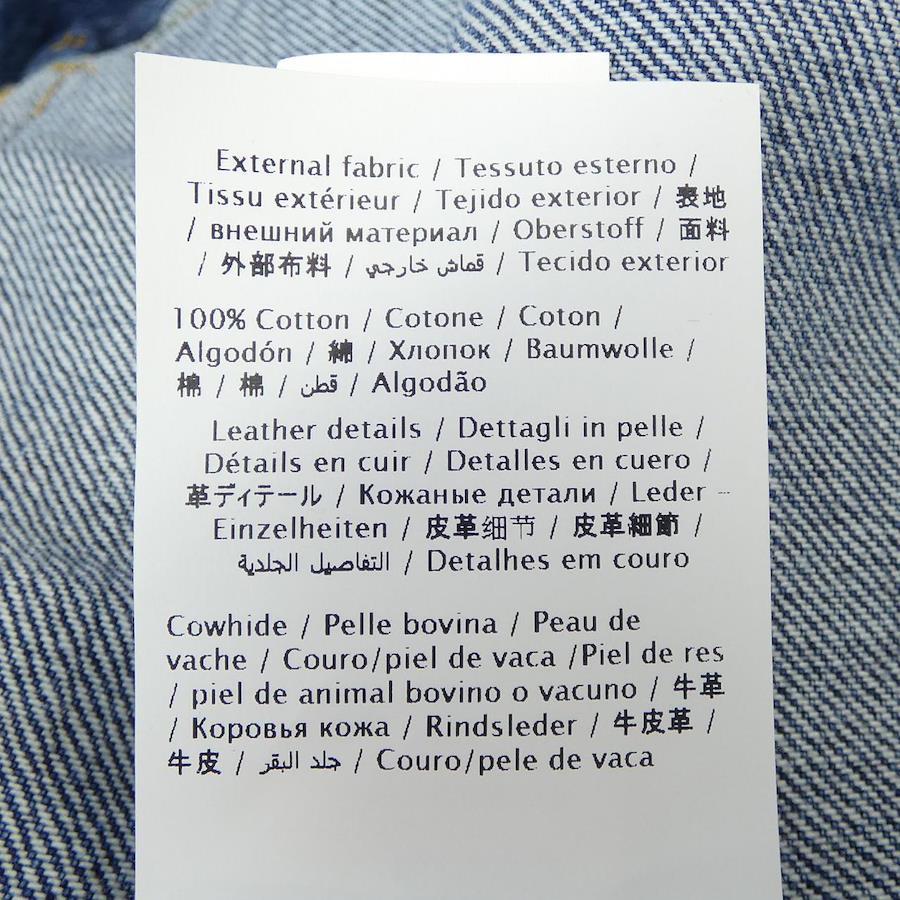 External fabric / Tessuto esterno /
Tissu extérieur / Tejido exterior / 表地
/ внешний материал / Oberstoff / 面料
/ 外部布料 / قماش خارجي / Tecido exterior
100% Cotton / Cotone / Coton /
Algodón / 綿 / Хлопок / Baumwolle /
棉 / 棉 / قطن / Algodão
Leather details / Dettagli in pelle /
Détails en cuir / Detalles en cuero /
革ディテール / Кожаные детали / Leder -
Einzelheiten / 皮革细节 / 皮革細節 /
التفاصيل الجلدية / Detalhes em couro
Cowhide / Pelle bovina / Peau de
vache / Couro/piel de vaca /Piel de res
/ piel de animal bovino o vacuno / 牛革
/ Коровья кожа / Rindsleder / 牛皮革 /
牛皮 / جلد البقر / Couro/pele de vaca